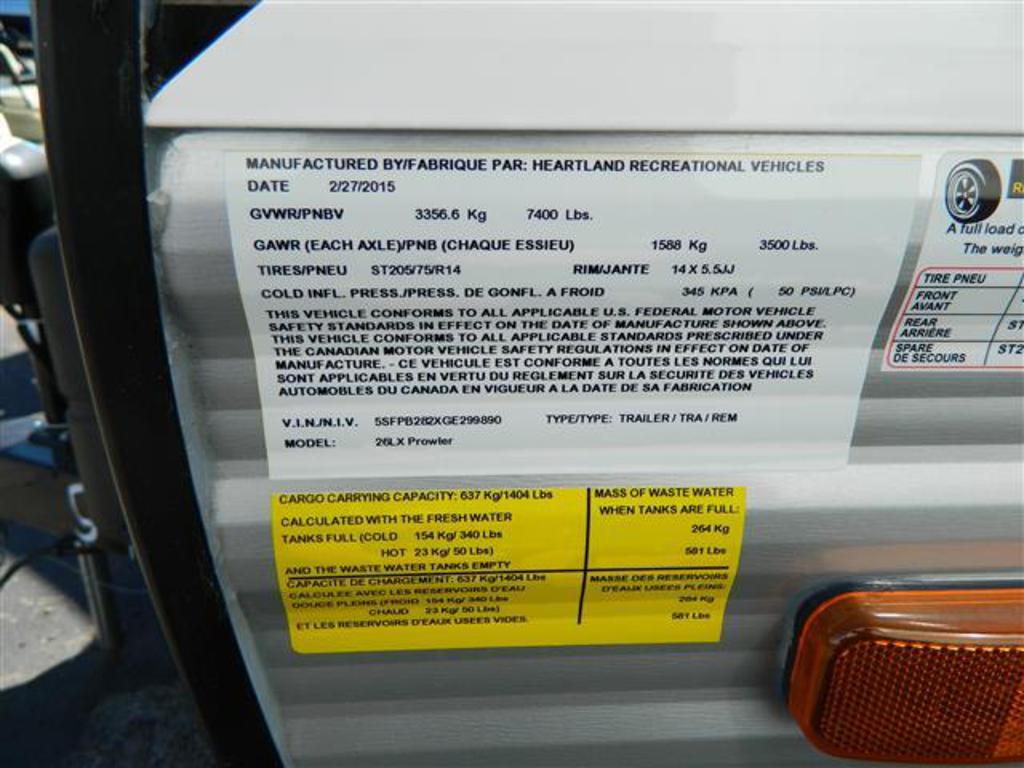 MANUFACTURED BY/FABRIQUE PAR: HEARTLAND RECREATIONAL VEHICLES
DATE 2/27/2015
GVWR/PNBV 3356.6 Kg 7400 Lbs.
GAWR (EACH AXLE)/PNB (CHAQUE ESSIEU) 1588 Kg 3500 Lbs.
TIRES/PNEU ST205/75/R14 RIM/JANTE 14 X 5.5JJ
COLD INFL. PRESS./PRESS. DE GONFL. A FROID 345 KPA ( 50 PSI/LPC)
THIS VEHICLE CONFORMS TO ALL APPLICABLE U.S. FEDERAL MOTOR VEHICLE
SAFETY STANDARDS IN EFFECT ON THE DATE OF MANUFACTURE SHOWN ABOVE.
THIS VEHICLE CONFORMS TO ALL APPLICABLE STANDARDS PRESCRIBED UNDER
THE CANADIAN MOTOR VEHICLE SAFETY REGULATIONS IN EFFECT ON DATE OF
MANUFACTURE. - CE VEHICULE EST CONFORME A TOUTES LES NORMES QUI LUI
SONT APPLICABLES EN VERTU DU REGLEMENT SUR LA SECURITE DES VEHICLES
AUTOMOBILES DU CANADA EN VIGUEUR A LA DATE DE SA FABRICATION
V.I.N./N.I.V. 5SFPB282XGE299890 TYPE/TYPE: TRAILER / TRA / REM
MODEL: 26LX Prowler
CARGO CARRYING CAPACITY: 637 Kg/1404 Lbs
CALCULATED WITH THE FRESH WATER
TANKS FULL (COLD 154 Kg/ 340 Lbs
HOT 23 Kg/ 50 Lbs)
AND THE WASTE WATER TANKS EMPTY
MASS OF WASTE WATER
WHEN TANKS ARE FULL:
264 Kg
581 Lbs
CAPACITE DE CHARGEMENT: 637 Kg/1404 Lbs
CALCULEE AVEC LES RESERVOIRS D'EAU
DOUCE PLEINS (FROID 154 Kg/ 340 Lbs
CHAUD 23 Kg/ 50 Lbs)
ET LES RESERVOIRS D'EAUX USEES VIDES.
MASSE DES RESERVOIRS
D'EAUX USEES PLEINS:
264 Kg
581 Lbs
A full load
The
TIRE PNEU
FRONT
AVANT
REAR
ARRIÈRE
SPARE
DE SECOURS